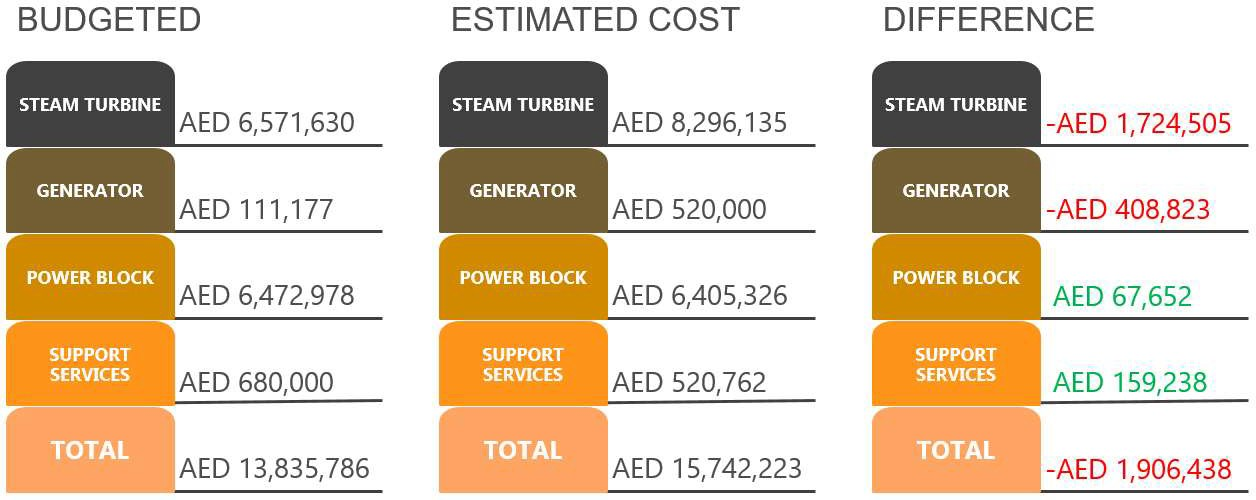 BUDGETED
STEAM TURBINE
AED 6,571,630
GENERATOR
AED 111,177
POWER BLOCK
AED 6,472,978
SUPPORT
SERVICES
AED 680,000
TOTAL
AED 13,835,786
ESTIMATED COST
STEAM TURBINE
AED 8,296,135
GENERATOR
AED 520,000
POWER BLOCK
AED 6,405,326
SUPPORT
SERVICES
AED 520,762
TOTAL
AED 15,742,223
DIFFERENCE
STEAM TURBINE
-AED 1,724,505
GENERATOR
-AED 408,823
POWER BLOCK
AED 67,652
SUPPORT
SERVICES
AED 159,238
TOTAL
-AED 1,906,438